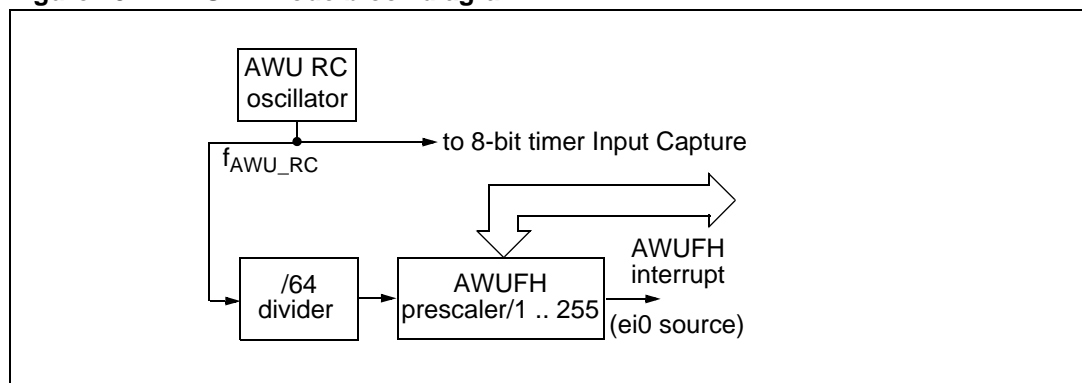 AWU RC
oscillator
to 8-bit timer Input Capture
fAWU_RC
/64
divider
AWUFH
prescaler/1 .. 255
AWUFH
interrupt
(ei0 source)